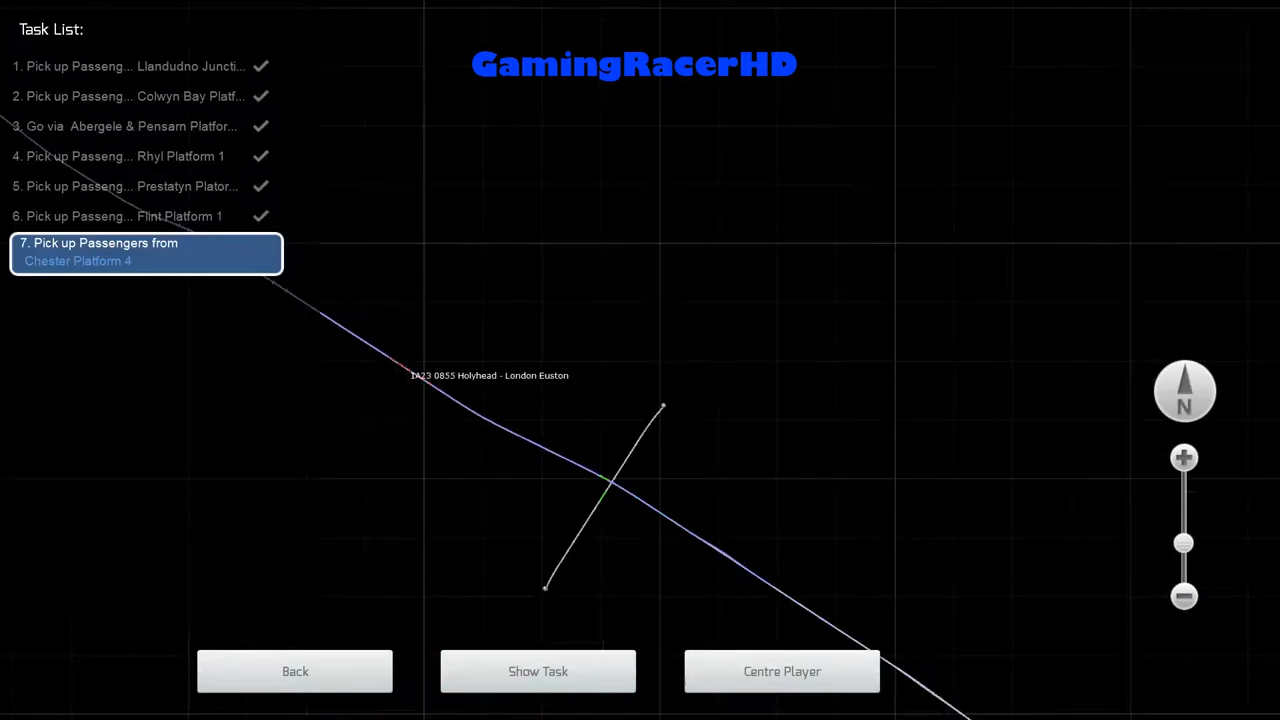 Task List:
GamingRacerHD
1. Pick up Passeng... Llandudno Juncti...
2. Pick up Passeng... Colwyn Bay Platf...
3. Go via Abergele & Pensarn Platfor...
4. Pick up Passeng... Rhyl Platform 1
5. Pick up Passeng... Prestatyn Plator...
6. Pick up Passeng... Flint Platform 1
7. Pick up Passengers from
Chester Platform 4
1A23 0855 Holyhead - London Euston
N
Back
Show Task
Centre Player